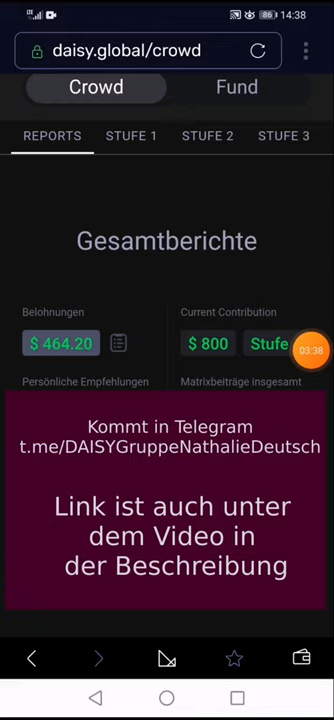 LTE 86 14:38
daisy.global/crowd
Crowd Fund
REPORTS STUFE 1 STUFE 2 STUFE 3
Gesamtberichte
Belohnungen Current Contribution
$ 464.20 $ 800 Stufe
03:38
Persönliche Empfehlungen Matrixbeiträge insgesamt
Kommt in Telegram
t.me/DAISYGruppeNathalieDeutsch
Link ist auch unter
dem Video in
der Beschreibung